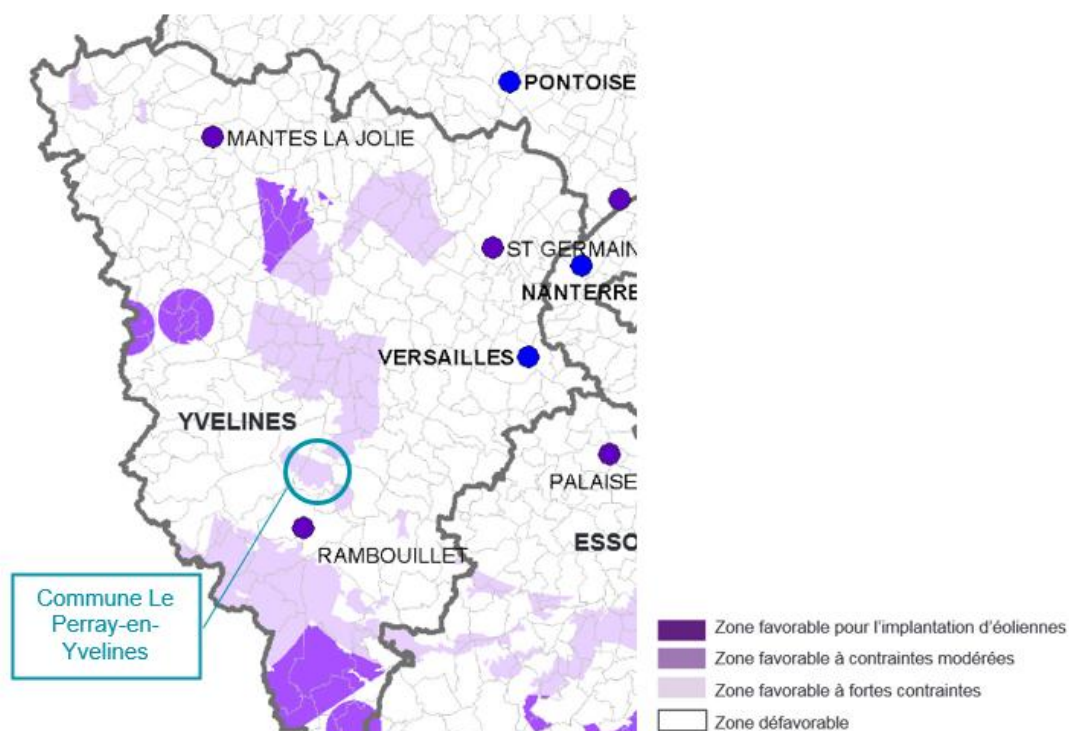 PONTOISE
MANTES LA JOLIE
ST GERMAIN
NANTERRE
VERSAILLES
YVELINES
PALAISE
ESSO
RAMBOUILLET
Commune Le
Perray-en-
Yvelines
Zone favorable pour l'implantation d'éoliennes
Zone favorable à contraintes modérées
Zone favorable à fortes contraintes
Zone défavorable